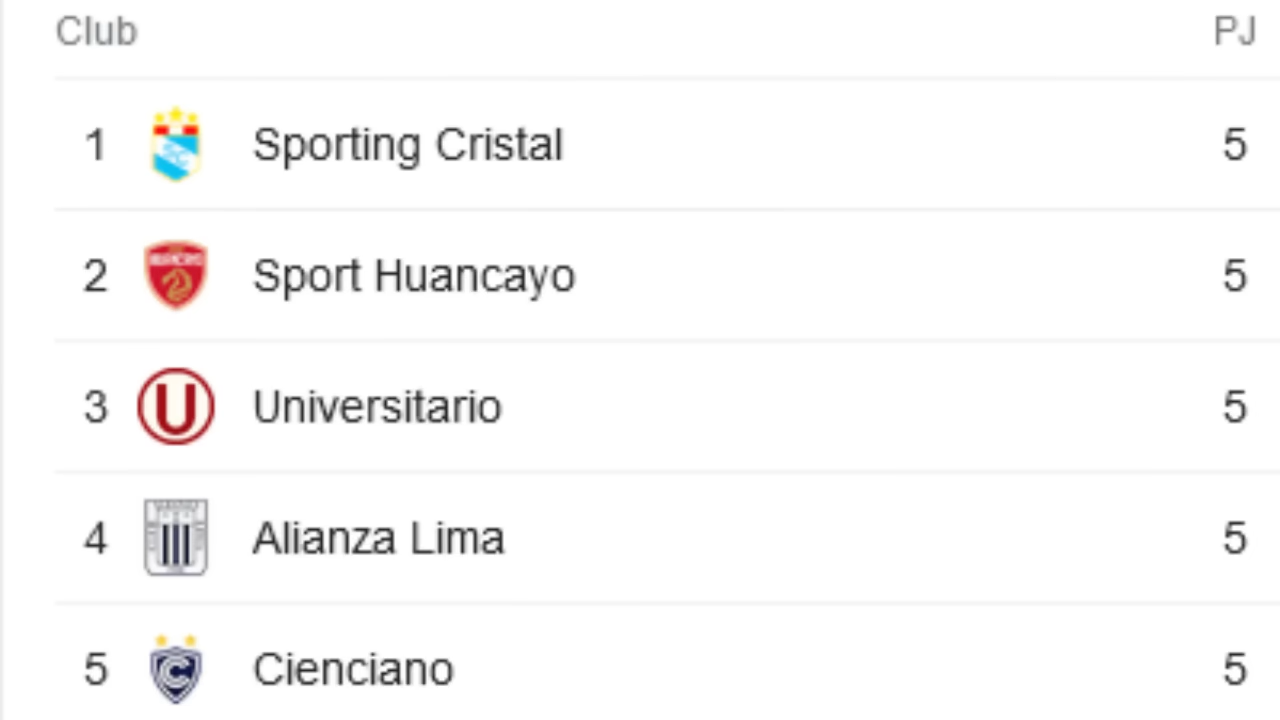 Club PJ
1 Sporting Cristal 5
2 Sport Huancayo 5
3 U Universitario 5
4 Alianza Lima 5
5 C Cienciano 5